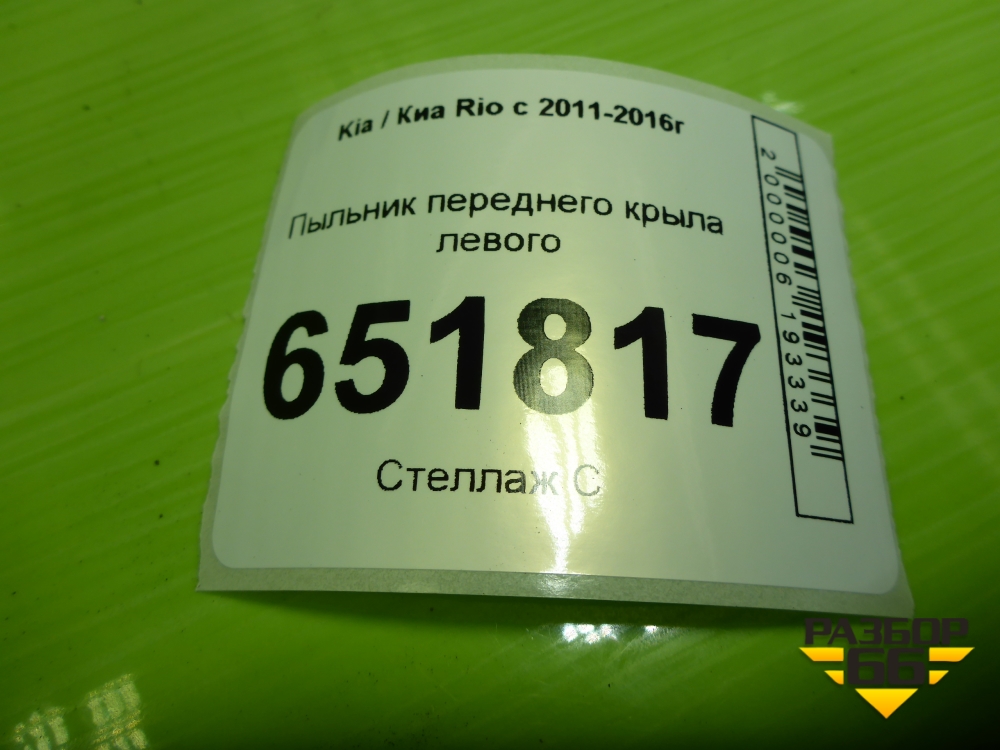 Kia / Киа Rio с 2011-2016г
Пыльник переднего крыла
левого
651817
Стеллаж С
2000006193339
РАЗБОР
66